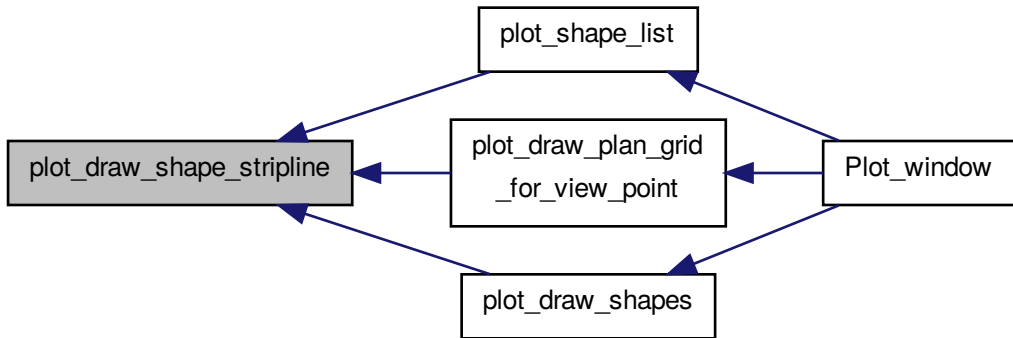 plot_shape_list
plot_draw_shape_stripline
plot_draw_plan_grid
_for_view_point
Plot_window
plot_draw_shapes